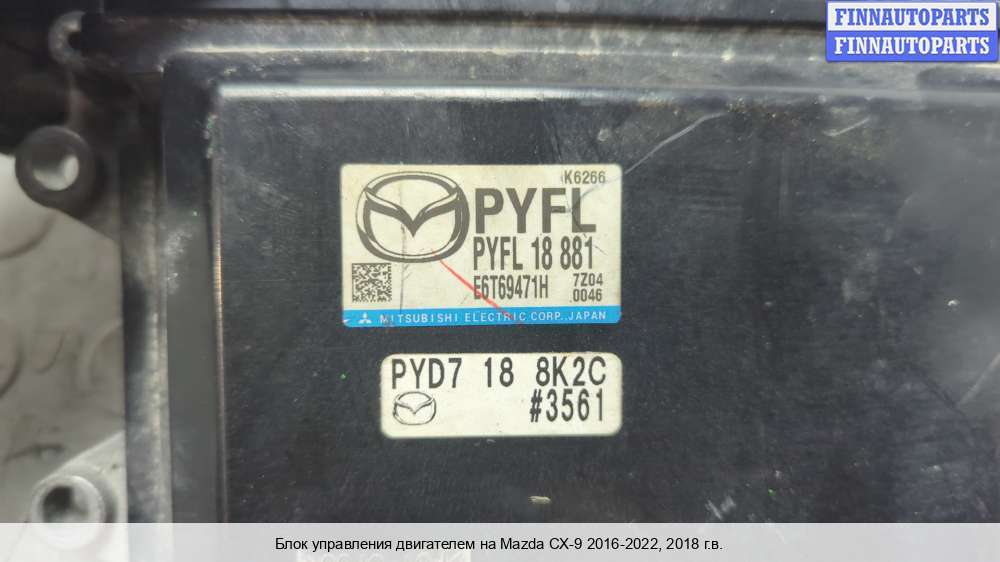 FINNAUTOPARTS
FINNAUTOPARTS
K6266
PYFL
PYFL 18 881
E6T69471H 7Z04
0046
MITSUBISHI ELECTRIC CORP., JAPAN
PYD7 18 8K2C
#3561
Блок управления двигателем на Mazda CX-9 2016-2022, 2018 г.в.